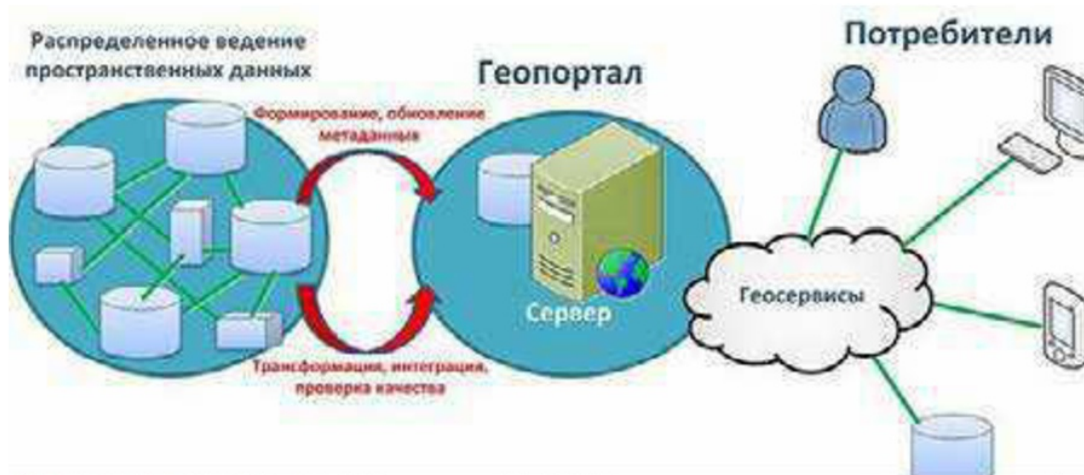 Распределенное ведение
пространственных данных
Геопортал
Потребители
Формирование, обновление
метаданных
Сервер
Геосервисы
Трансформация, интеграция,
проверка качества